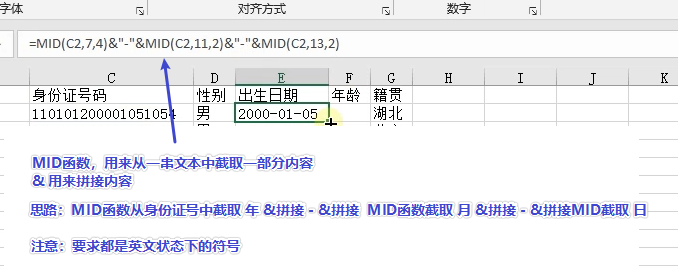 字体 对齐方式 数字
=MID(C2,7,4)&"-"&MID(C2,11,2)&"-"&MID(C2,13,2)
C D E F G H I J K
身份证号码 性别 出生日期 年龄 籍贯
110101200001051054 男 2000-01-05 湖北
MID函数，用来从一串文本中截取一部分内容
& 用来拼接内容
思路：MID函数从身份证号中截取 年 &拼接 - &拼接 MID函数截取 月 &拼接 - &拼接MID截取 日
注意：要求都是英文状态下的符号